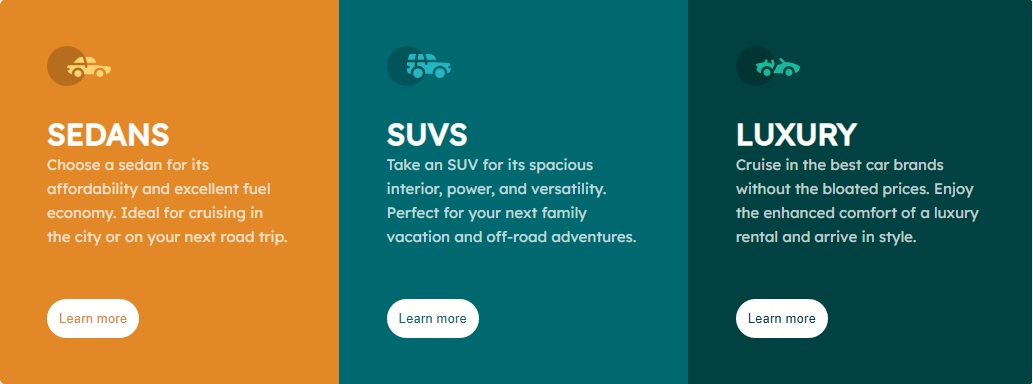 SEDANS
Choose a sedan for its
affordability and excellent fuel
economy. Ideal for cruising in
the city or on your next road trip.
Learn more
SUVS
Take an SUV for its spacious
interior, power, and versatility.
Perfect for your next family
vacation and off-road adventures.
Learn more
LUXURY
Cruise in the best car brands
without the bloated prices. Enjoy
the enhanced comfort of a luxury
rental and arrive in style.
Learn more